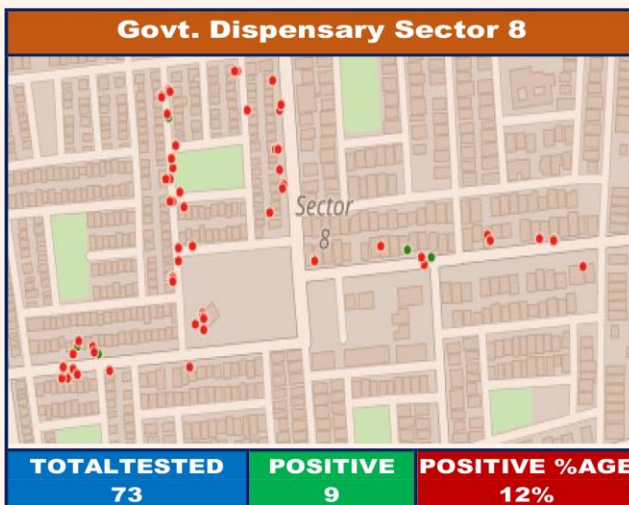 Govt. Dispensary Sector 8
Sector
8
TOTALTESTED
POSITIVE
POSITIVE %AGE
73
9
12%